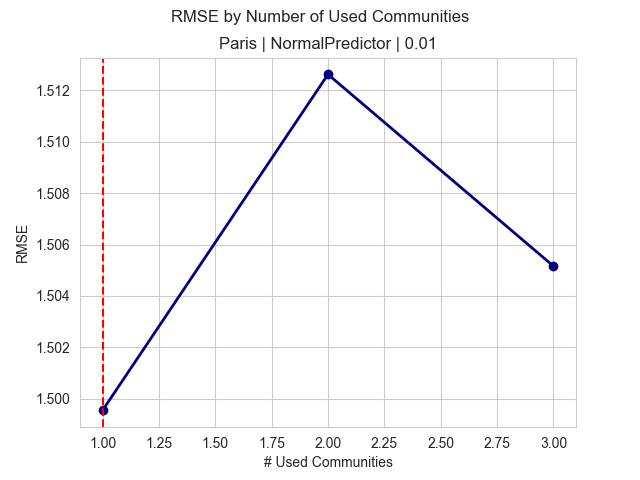 RMSE by Number of Used Communities
Paris | NormalPredictor | 0.01
RMSE
1.512
1.510
1.508
1.506
1.504
1.502
1.500
1.00 1.25 1.50 1.75 2.00 2.25 2.50 2.75 3.00
# Used Communities